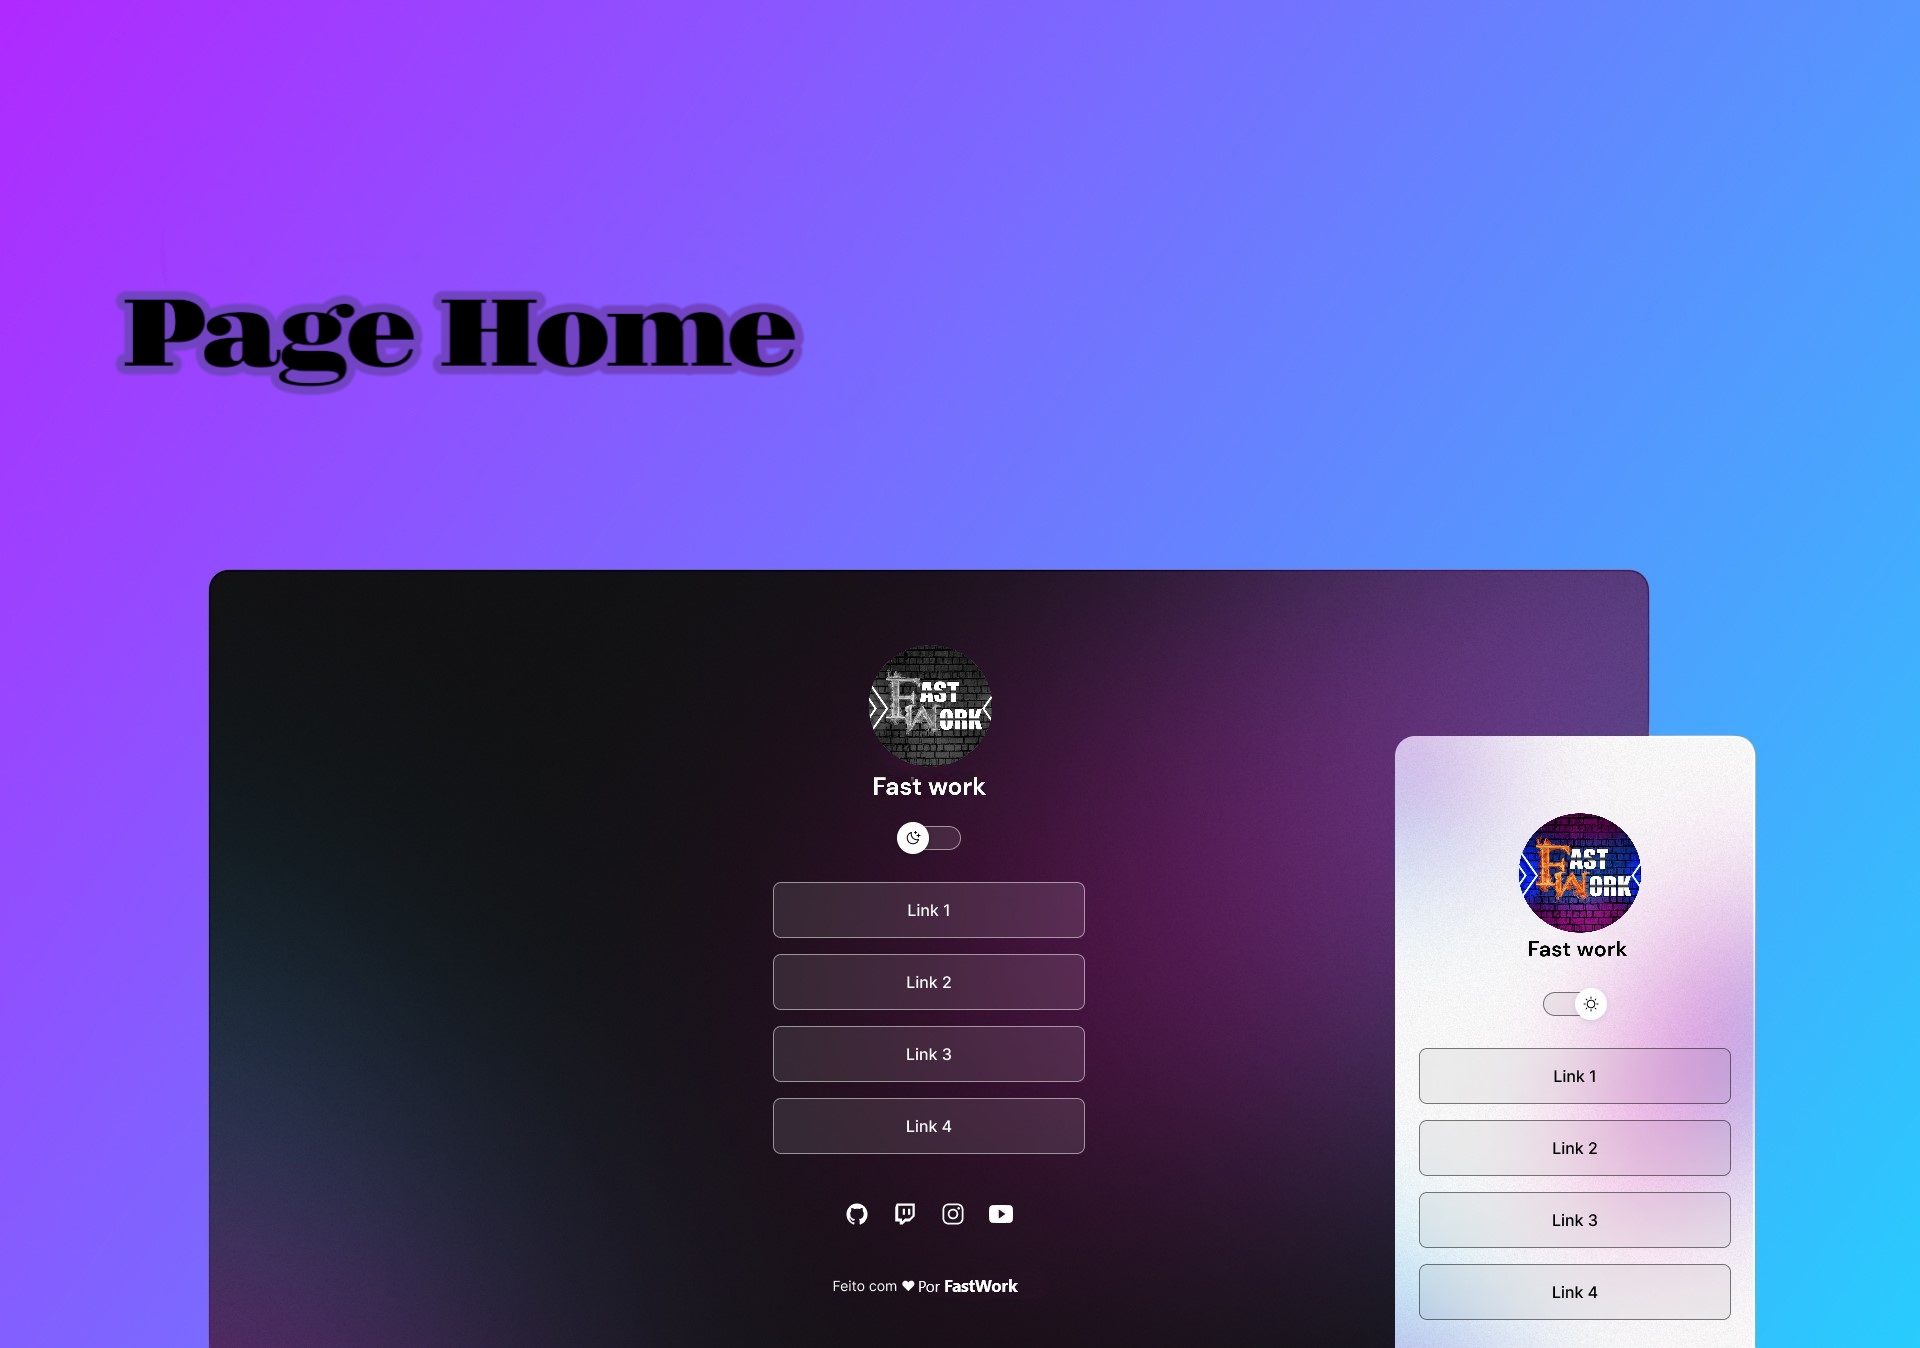 Page Home
FAST
WORK
Fast work
Link 1
Link 2
Link 3
Link 4
Feito com ♥ Por FastWork
FAST
WORK
Fast work
Link 1
Link 2
Link 3
Link 4